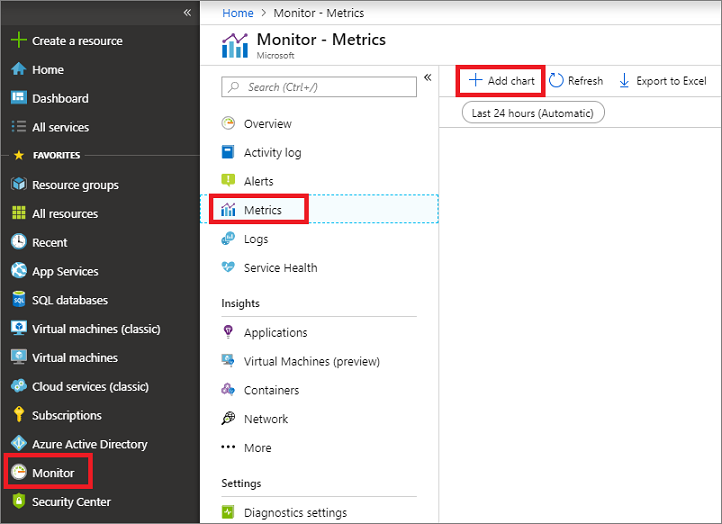 «
Create a resource
Home
Dashboard
All services
FAVORITES
Resource groups
All resources
Recent
App Services
SQL databases
Virtual machines (classic)
Virtual machines
Cloud services (classic)
Subscriptions
Azure Active Directory
Monitor
Security Center
Home > Monitor - Metrics
Monitor - Metrics
Microsoft
Search (Ctrl+/)
«
Overview
Activity log
Alerts
Metrics
Logs
Service Health
Insights
Applications
Virtual Machines (preview)
Containers
Network
More
Settings
Diagnostics settings
Add chart Refresh Export to Excel
Last 24 hours (Automatic)